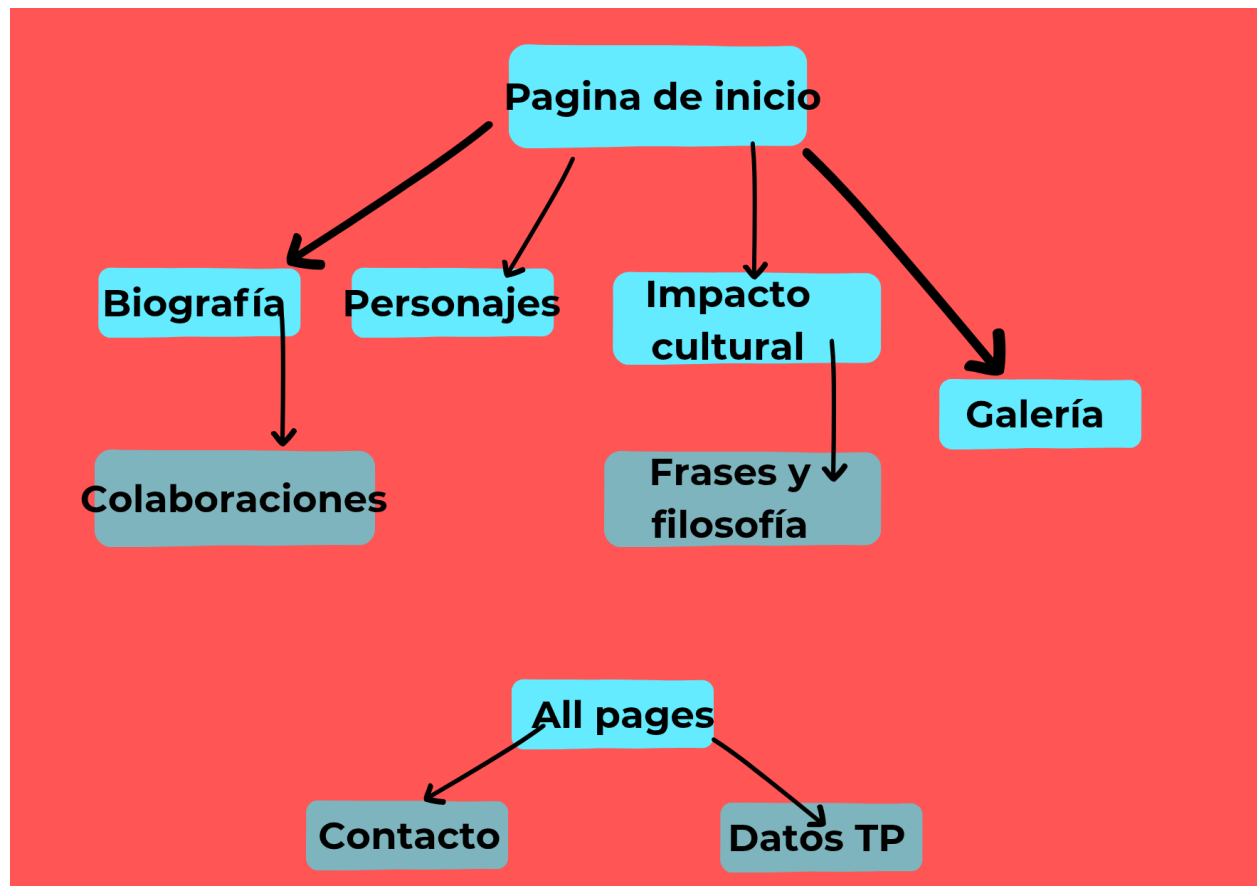 Pagina de inicio
Biografía
Personajes
Impacto
cultural
Galería
Colaboraciones
Frases y
filosofía
All pages
Contacto
Datos TP